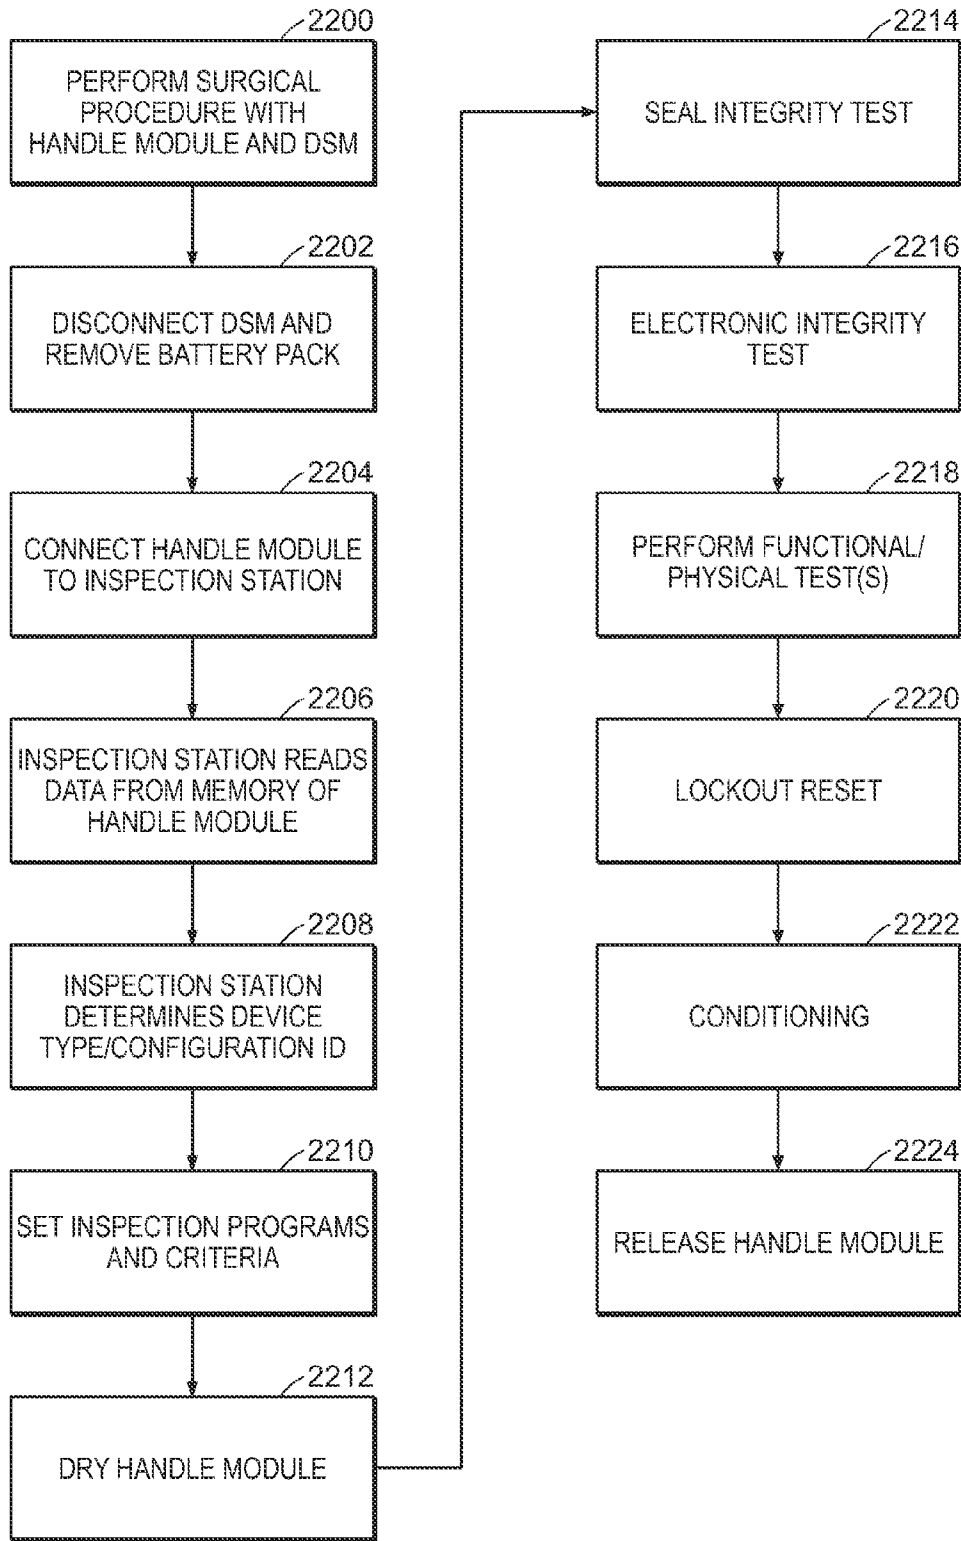 2200
PERFORM SURGICAL
PROCEDURE WITH
HANDLE MODULE AND DSM
2202
DISCONNECT DSM AND
REMOVE BATTERY PACK
2204
CONNECT HANDLE MODULE
TO INSPECTION STATION
2206
INSPECTION STATION READS
DATA FROM MEMORY OF
HANDLE MODULE
2208
INSPECTION STATION
DETERMINES DEVICE
TYPE/CONFIGURATION ID
2210
SET INSPECTION PROGRAMS
AND CRITERIA
2212
DRY HANDLE MODULE
2214
SEAL INTEGRITY TEST
2216
ELECTRONIC INTEGRITY
TEST
2218
PERFORM FUNCTIONAL/
PHYSICAL TEST(S)
2220
LOCKOUT RESET
2222
CONDITIONING
2224
RELEASE HANDLE MODULE